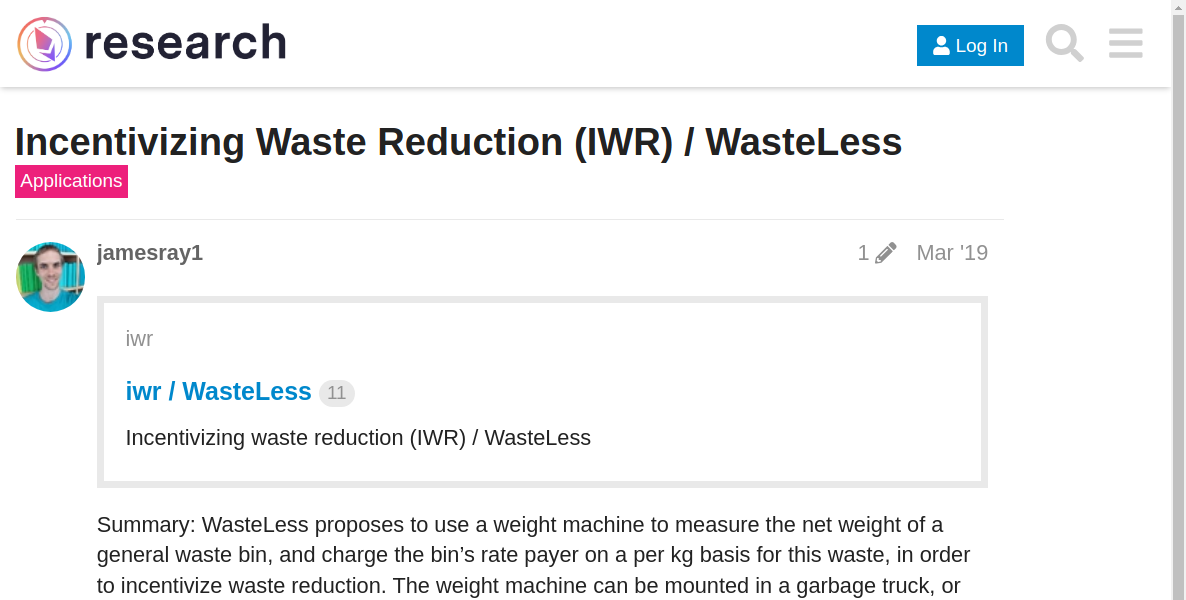 research
Log In
Incentivizing Waste Reduction (IWR) / WasteLess
Applications
jamesray1
1
Mar '19
iwr
iwr / WasteLess 11
Incentivizing waste reduction (IWR) / WasteLess
Summary: WasteLess proposes to use a weight machine to measure the net weight of a
general waste bin, and charge the bin’s rate payer on a per kg basis for this waste, in order
to incentivize waste reduction. The weight machine can be mounted in a garbage truck, or